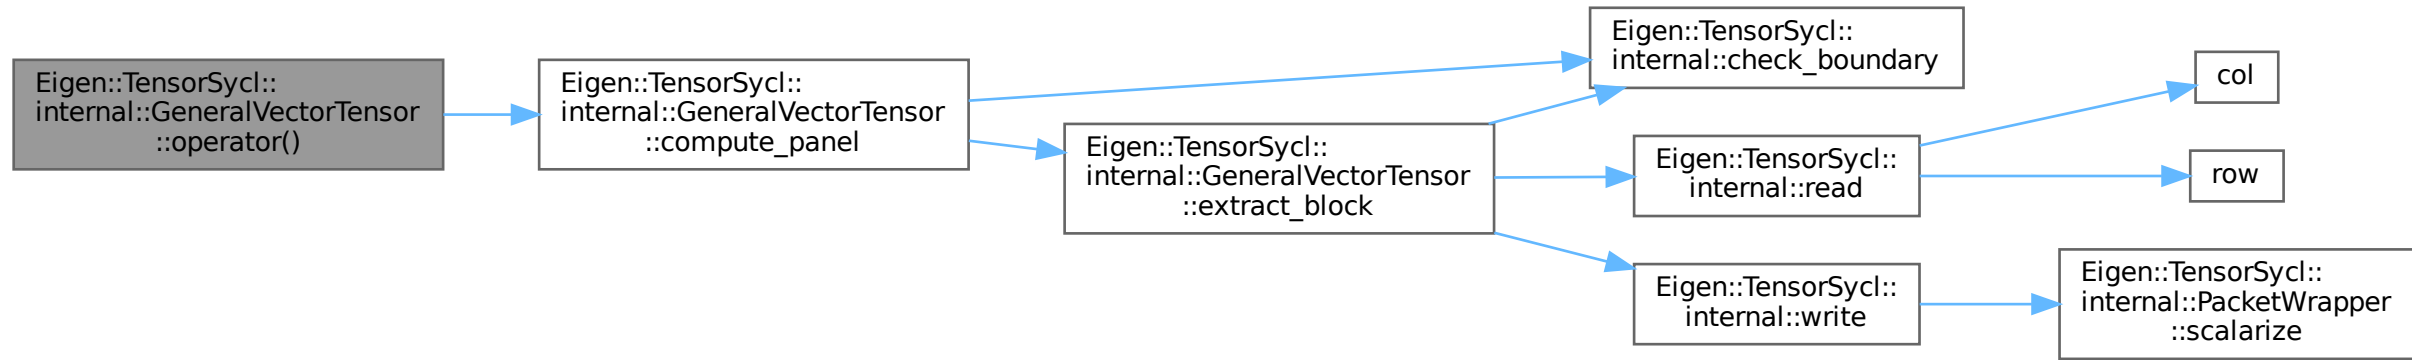 Eigen::TensorSycl::
internal::GeneralVectorTensor
::operator()
Eigen::TensorSycl::
internal::GeneralVectorTensor
::compute_panel
Eigen::TensorSycl::
internal::check_boundary
Eigen::TensorSycl::
internal::GeneralVectorTensor
::extract_block
Eigen::TensorSycl::
internal::read
col
row
Eigen::TensorSycl::
internal::write
Eigen::TensorSycl::
internal::PacketWrapper
::scalarize